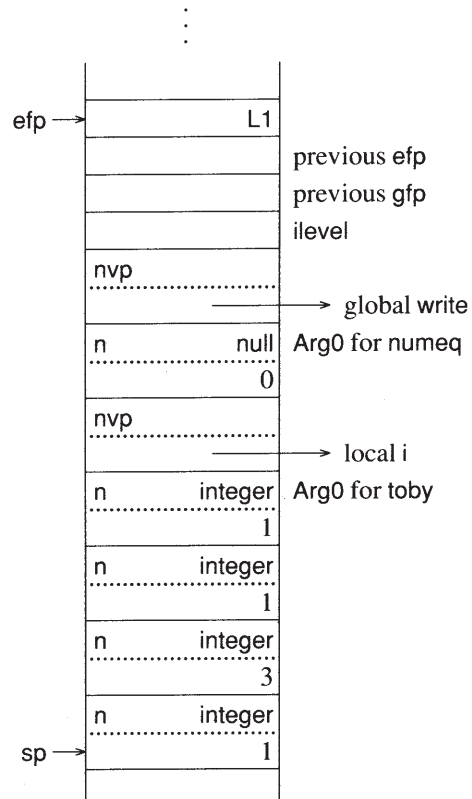 efp L1
previous efp
previous gfp
ilevel
nvp
global write
n null Arg0 for numeq
0
nvp
local i
n integer Arg0 for toby
1
n integer
1
n integer
3
n integer
sp 1